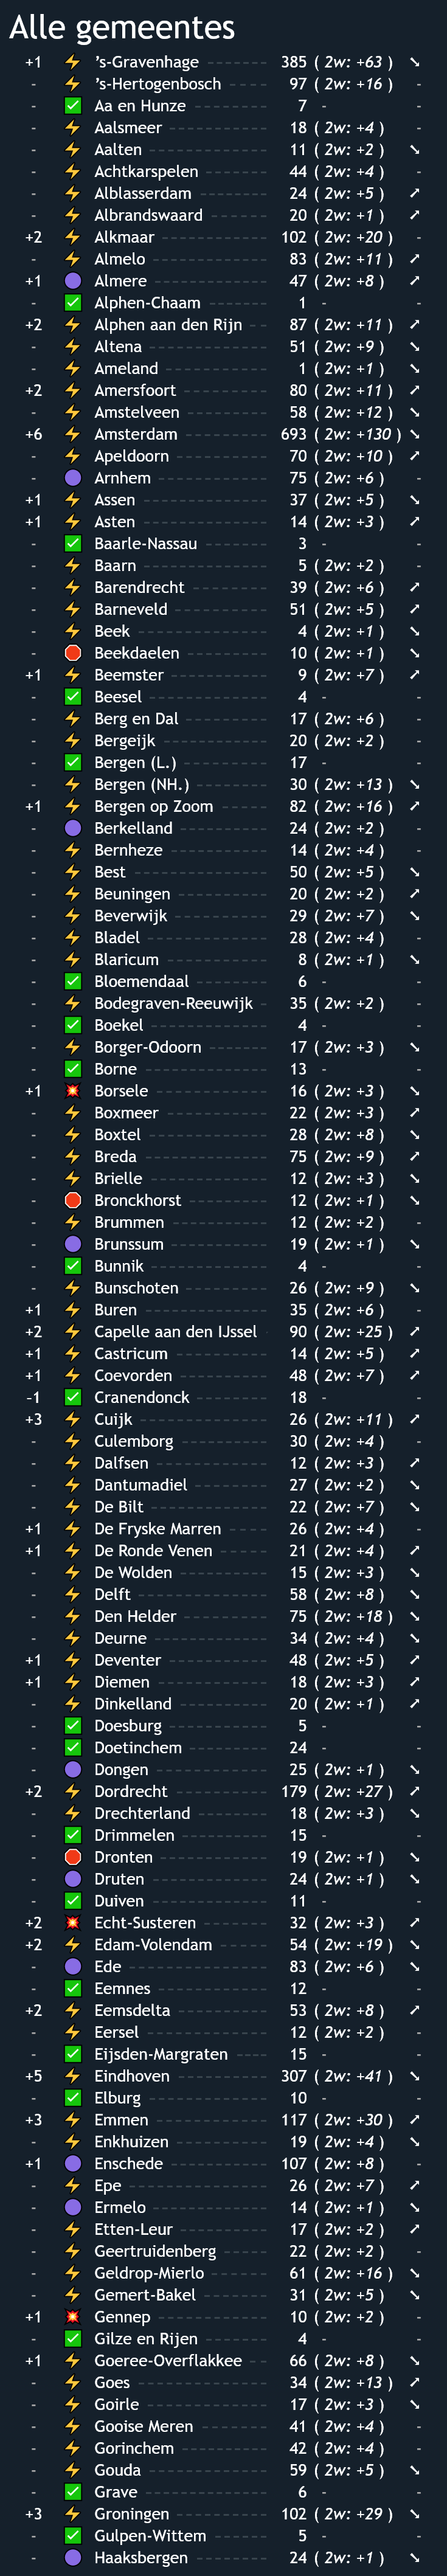 Alle gemeentes
+1 ⚡ 's-Gravenhage 385 ( 2w: +63 ) ➘
- ⚡ 's-Hertogenbosch 97 ( 2w: +16 ) -
- ✅ Aa en Hunze 7 - -
- ⚡ Aalsmeer 18 ( 2w: +4 ) -
- ⚡ Aalten 11 ( 2w: +2 ) ➘
- ⚡ Achtkarspelen 44 ( 2w: +4 ) -
- ⚡ Alblasserdam 24 ( 2w: +5 ) ➚
- ⚡ Albrandswaard 20 ( 2w: +1 ) ➚
+2 ⚡ Alkmaar 102 ( 2w: +20 ) -
- ⚡ Almelo 83 ( 2w: +11 ) ➚
+1 🟣 Almere 47 ( 2w: +8 ) ➚
- ✅ Alphen-Chaam 1 - -
+2 ⚡ Alphen aan den Rijn 87 ( 2w: +11 ) ➚
- ⚡ Altena 51 ( 2w: +9 ) ➘
- ⚡ Ameland 1 ( 2w: +1 ) ➘
+2 ⚡ Amersfoort 80 ( 2w: +11 ) ➚
- ⚡ Amstelveen 58 ( 2w: +12 ) ➘
+6 ⚡ Amsterdam 693 ( 2w: +130 ) ➘
- ⚡ Apeldoorn 70 ( 2w: +10 ) ➚
- 🟣 Arnhem 75 ( 2w: +6 ) -
+1 ⚡ Assen 37 ( 2w: +5 ) ➘
+1 ⚡ Asten 14 ( 2w: +3 ) ➚
- ✅ Baarle-Nassau 3 - -
- ⚡ Baarn 5 ( 2w: +2 ) -
- ⚡ Barendrecht 39 ( 2w: +6 ) ➚
- ⚡ Barneveld 51 ( 2w: +5 ) ➚
- ⚡ Beek 4 ( 2w: +1 ) ➘
- 🛑 Beekdaelen 10 ( 2w: +1 ) ➘
+1 ⚡ Beemster 9 ( 2w: +7 ) ➚
- ✅ Beesel 4 - -
- ⚡ Berg en Dal 17 ( 2w: +6 ) -
- ⚡ Bergeijk 20 ( 2w: +2 ) -
- ✅ Bergen (L.) 17 - -
- ⚡ Bergen (NH.) 30 ( 2w: +13 ) ➘
+1 ⚡ Bergen op Zoom 82 ( 2w: +16 ) ➚
- 🟣 Berkelland 24 ( 2w: +2 ) -
- ⚡ Bernheze 14 ( 2w: +4 ) -
- ⚡ Best 50 ( 2w: +5 ) ➘
- ⚡ Beuningen 20 ( 2w: +2 ) ➚
- ⚡ Beverwijk 29 ( 2w: +7 ) ➘
- ⚡ Bladel 28 ( 2w: +4 ) -
- ⚡ Blaricum 8 ( 2w: +1 ) ➘
- ✅ Bloemendaal 6 - -
- ⚡ Bodegraven-Reeuwijk 35 ( 2w: +2 ) -
- ✅ Boekel 4 - -
- ⚡ Borger-Odoorn 17 ( 2w: +3 ) ➘
- ✅ Borne 13 - -
+1 💥 Borsele 16 ( 2w: +3 ) ➘
- ⚡ Boxmeer 22 ( 2w: +3 ) ➚
- ⚡ Boxtel 28 ( 2w: +8 ) ➘
- ⚡ Breda 75 ( 2w: +9 ) ➚
- ⚡ Brielle 12 ( 2w: +3 ) ➘
- 🛑 Bronckhorst 12 ( 2w: +1 ) ➘
- ⚡ Brummen 12 ( 2w: +2 ) -
- 🟣 Brunssum 19 ( 2w: +1 ) ➘
- ✅ Bunnik 4 - -
- ⚡ Bunschoten 26 ( 2w: +9 ) ➘
+1 ⚡ Buren 35 ( 2w: +6 ) -
+2 ⚡ Capelle aan den IJssel 90 ( 2w: +25 ) ➚
+1 ⚡ Castricum 14 ( 2w: +5 ) ➚
+1 ⚡ Coevorden 48 ( 2w: +7 ) ➚
-1 ✅ Cranendonck 18 - -
+3 ⚡ Cuijk 26 ( 2w: +11 ) ➚
- ⚡ Culemborg 30 ( 2w: +4 ) -
- ⚡ Dalfsen 12 ( 2w: +3 ) ➚
- ⚡ Dantumadiel 27 ( 2w: +2 ) ➘
- ⚡ De Bilt 22 ( 2w: +7 ) ➘
+1 ⚡ De Fryske Marren 26 ( 2w: +4 ) -
+1 ⚡ De Ronde Venen 21 ( 2w: +4 ) ➚
- ⚡ De Wolden 15 ( 2w: +3 ) ➘
- ⚡ Delft 58 ( 2w: +8 ) ➘
- ⚡ Den Helder 75 ( 2w: +18 ) ➘
- ⚡ Deurne 34 ( 2w: +4 ) ➘
+1 ⚡ Deventer 48 ( 2w: +5 ) ➚
+1 ⚡ Diemen 18 ( 2w: +3 ) ➚
- ⚡ Dinkelland 20 ( 2w: +1 ) ➚
- ✅ Doesburg 5 - -
- ✅ Doetinchem 24 - -
- 🟣 Dongen 25 ( 2w: +1 ) ➘
+2 ⚡ Dordrecht 179 ( 2w: +27 ) ➚
- ⚡ Drechterland 18 ( 2w: +3 ) ➘
- ✅ Drimmelen 15 - -
- 🛑 Dronten 19 ( 2w: +1 ) ➘
- 🟣 Druten 24 ( 2w: +1 ) ➘
- ✅ Duiven 11 - -
+2 💥 Echt-Susteren 32 ( 2w: +3 ) ➚
+2 ⚡ Edam-Volendam 54 ( 2w: +19 ) ➘
- 🟣 Ede 83 ( 2w: +6 ) ➘
- ✅ Eemnes 12 - -
+2 ⚡ Eemsdelta 53 ( 2w: +8 ) ➚
- ⚡ Eersel 12 ( 2w: +2 ) -
- ✅ Eijsden-Margraten 15 - -
+5 ⚡ Eindhoven 307 ( 2w: +41 ) ➘
- ✅ Elburg 10 - -
+3 ⚡ Emmen 117 ( 2w: +30 ) ➚
- ⚡ Enkhuizen 19 ( 2w: +4 ) ➘
+1 🟣 Enschede 107 ( 2w: +8 ) -
- ⚡ Epe 26 ( 2w: +7 ) ➚
- 🟣 Ermelo 14 ( 2w: +1 ) ➘
- ⚡ Etten-Leur 17 ( 2w: +2 ) ➚
- ⚡ Geertruidenberg 22 ( 2w: +2 ) -
- ⚡ Geldrop-Mierlo 61 ( 2w: +16 ) ➘
- ⚡ Gemert-Bakel 31 ( 2w: +5 ) ➘
+1 💥 Gennep 10 ( 2w: +2 ) -
- ✅ Gilze en Rijen 4 - -
+1 ⚡ Goeree-Overflakkee 66 ( 2w: +8 ) ➘
- ⚡ Goes 34 ( 2w: +13 ) ➚
- ⚡ Goirle 17 ( 2w: +3 ) ➘
- ⚡ Gooise Meren 41 ( 2w: +4 ) -
- ⚡ Gorinchem 42 ( 2w: +4 ) -
- ⚡ Gouda 59 ( 2w: +5 ) ➘
- ✅ Grave 6 - -
+3 ⚡ Groningen 102 ( 2w: +29 ) ➘
- ✅ Gulpen-Wittem 5 - -
- 🟣 Haaksbergen 24 ( 2w: +1 ) ➘